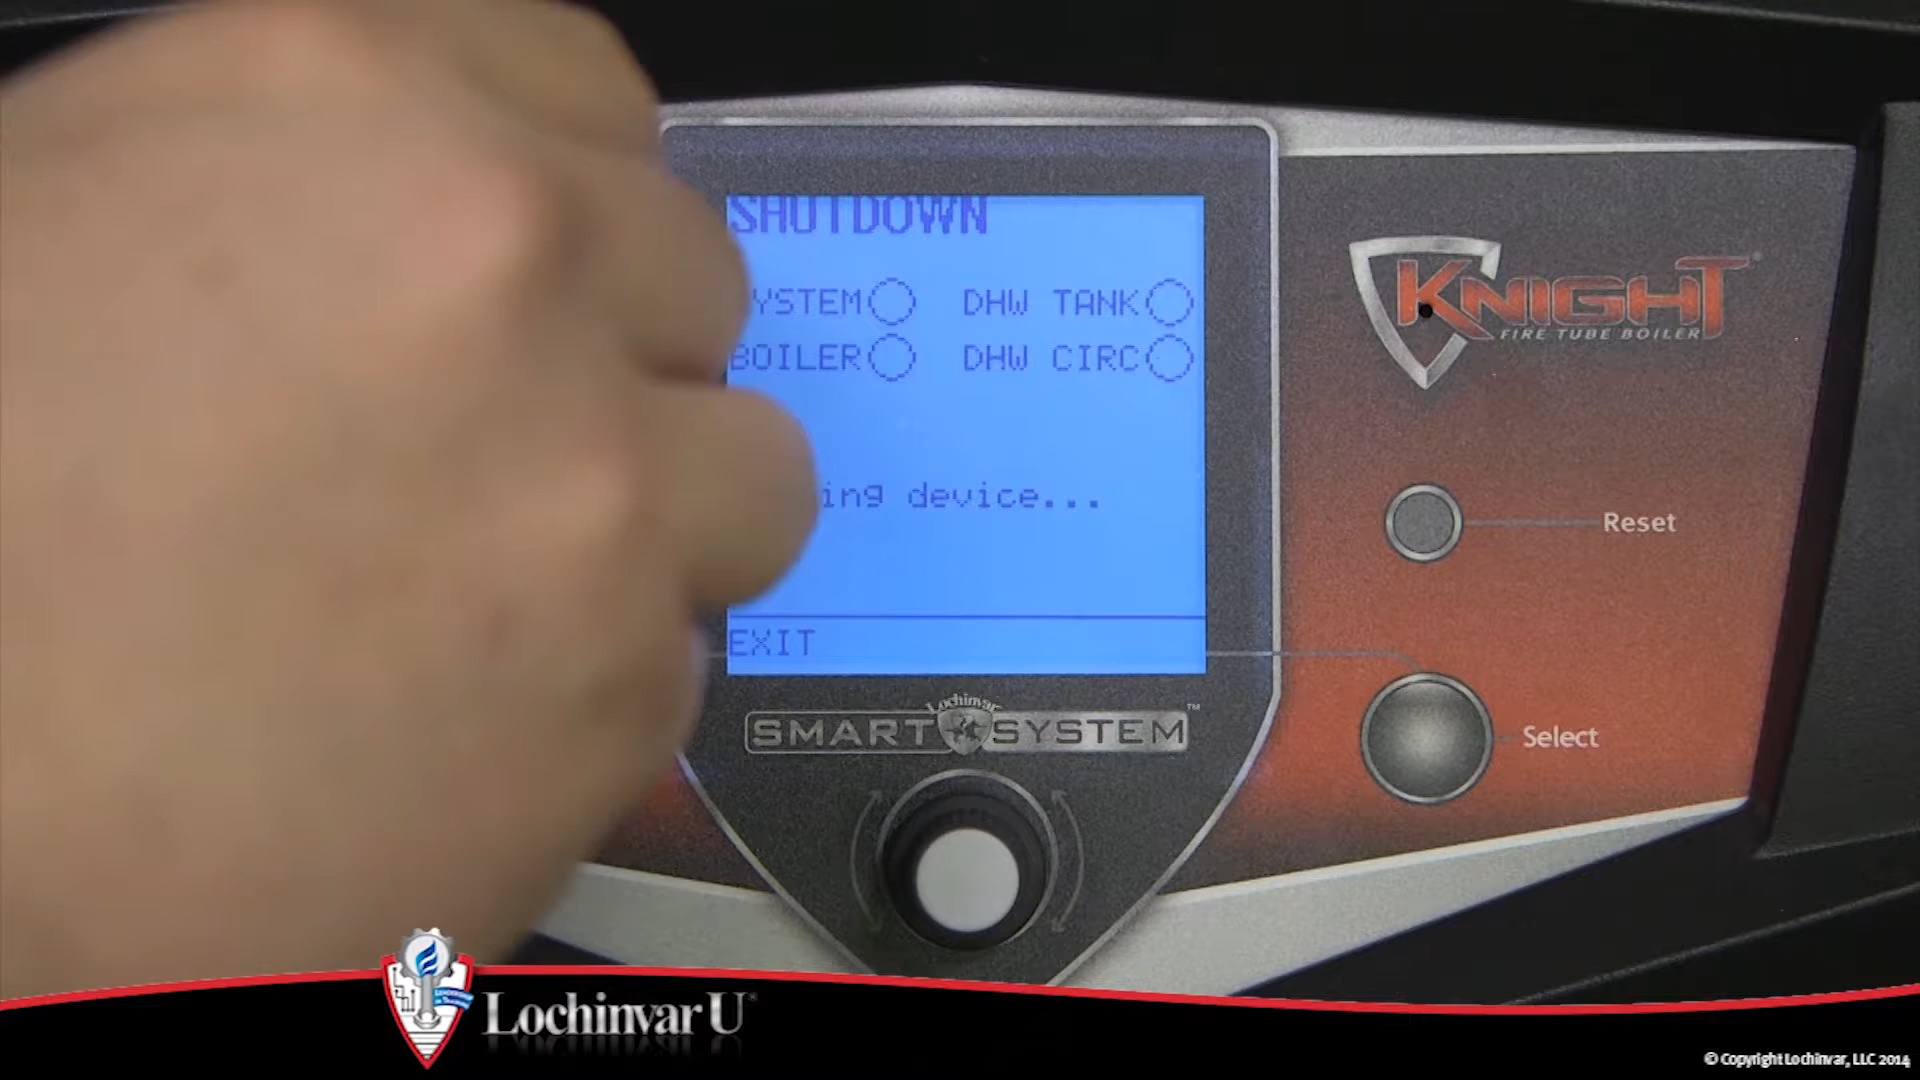 SHUTDOWN
YSTEM DHW TANK
BOILER DHW CIRC
ing device...
EXIT
Lochinvar
SMART SYSTEM™
KNIGHT®
FIRE TUBE BOILER
Reset
Select
Lochinvar U®
© Copyright Lochinvar, LLC 2014